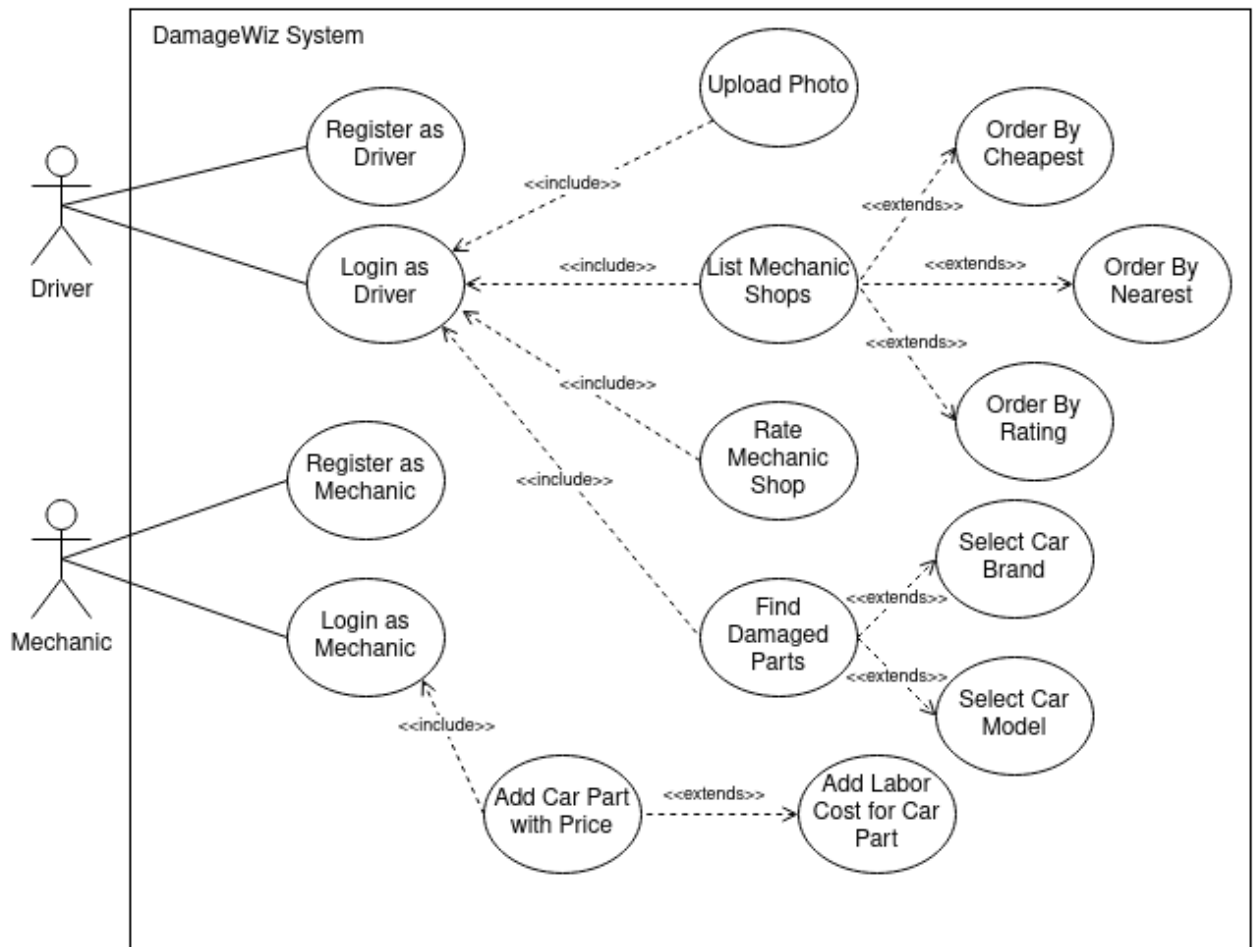 DamageWiz System
Upload Photo
Register as
Driver
Order By
Cheapest
<<include>>
<<extends>>
Driver
Login as
Driver
<<include>>
List Mechanic
Shops
<<extends>>
Order By
Nearest
<<extends>>
<<include>>
Order By
Rating
Register as
Mechanic
<<include>>
Rate
Mechanic
Shop
Mechanic
Login as
Mechanic
Find
Damaged
Parts
<<extends>>
Select Car
Brand
<<extends>>
Select Car
Model
<<include>>
Add Car Part
with Price
<<extends>>
Add Labor
Cost for Car
Part